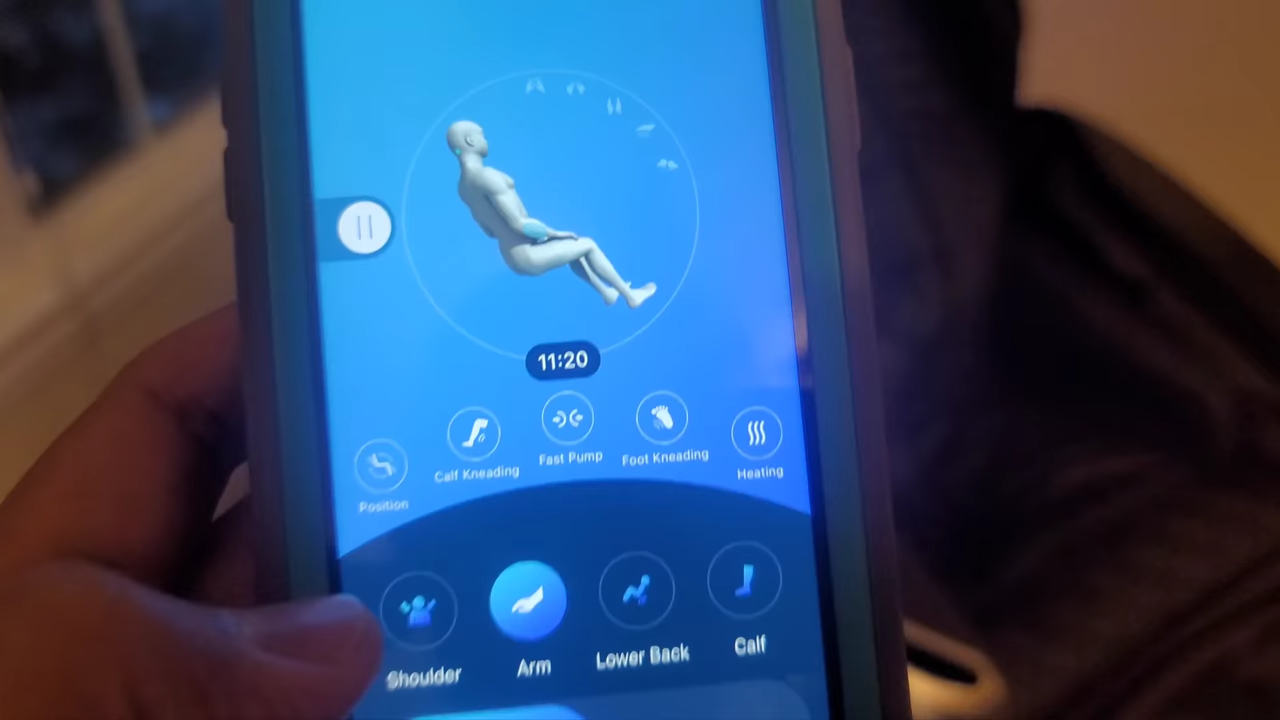 11:20
Position
Calf Kneading
Fast Pump
Foot Kneading
Heating
Shoulder
Arm
Lower Back
Calf